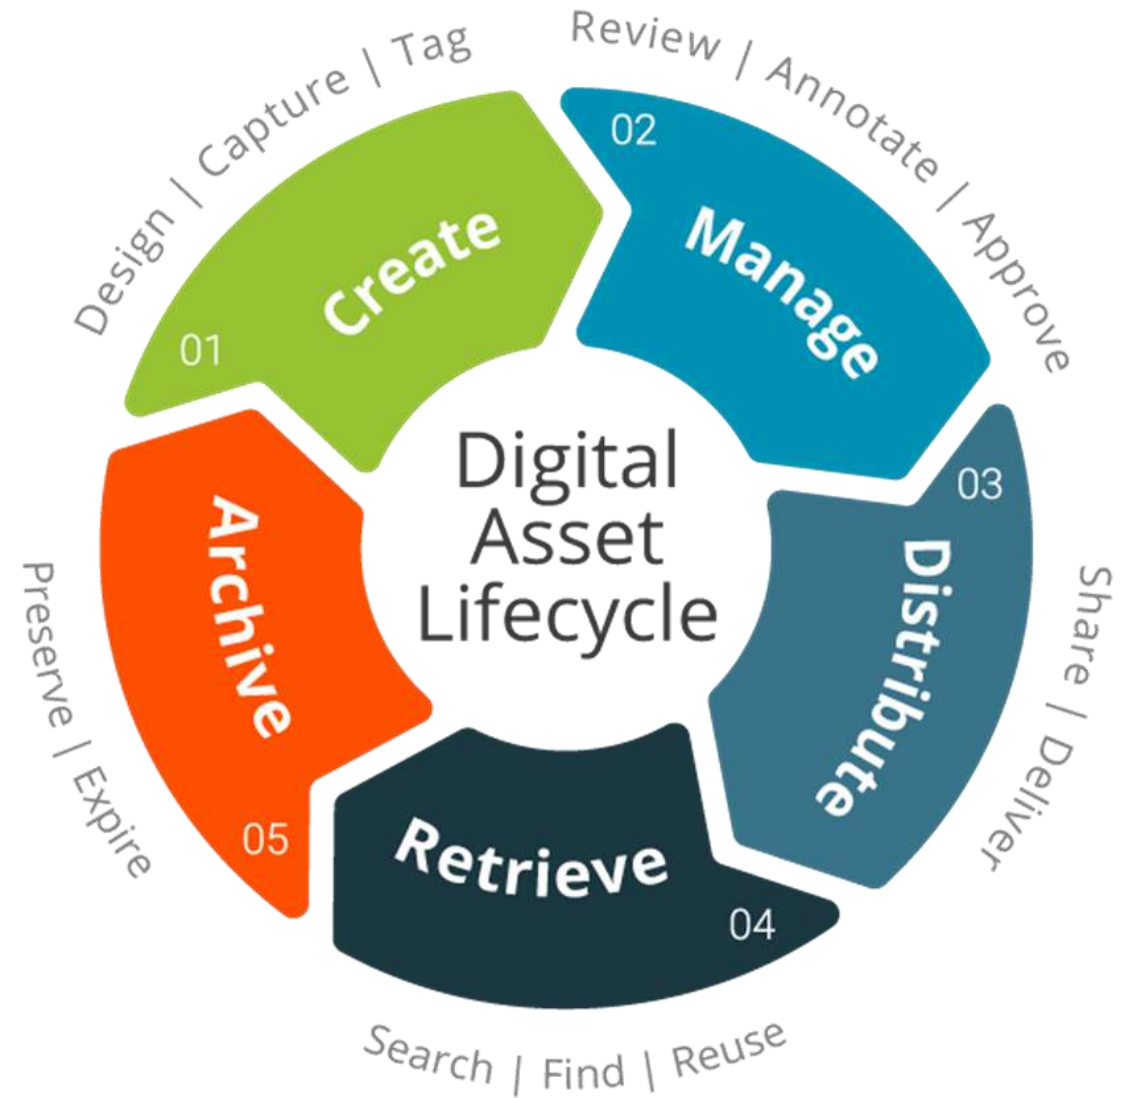 Design | Capture | Tag
01
Create
Review | Annotate | Approve
02
Manage
03
Distribute
Share | Deliver
04
Retrieve
Search | Find | Reuse
05
Archive
Preserve | Expire
Digital
Asset
Lifecycle